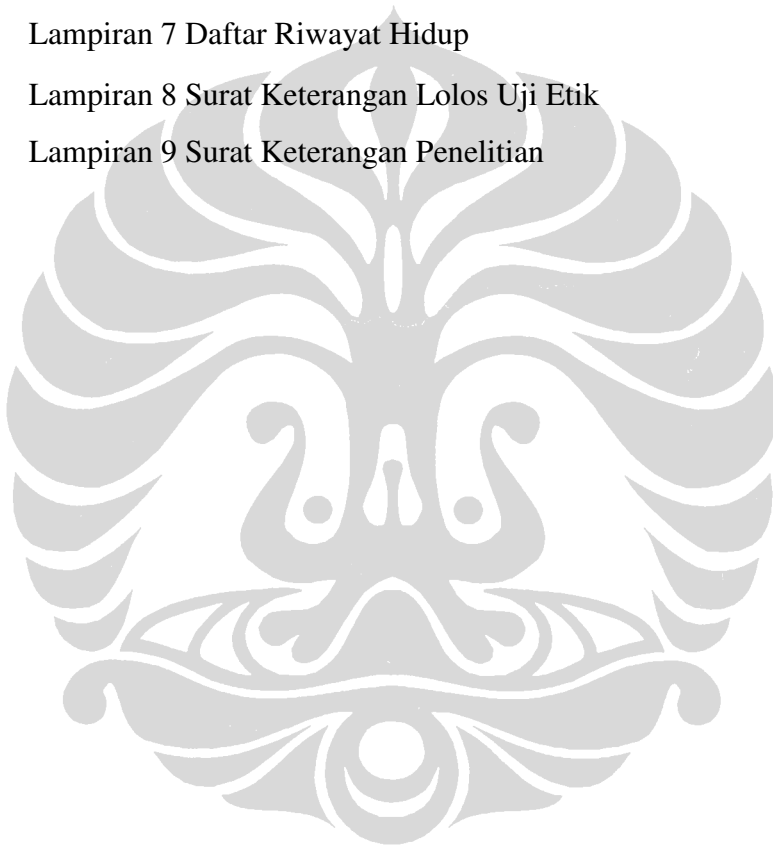 Lampiran 7 Daftar Riwayat Hidup
Lampiran 8 Surat Keterangan Lolos Uji Etik
Lampiran 9 Surat Keterangan Penelitian